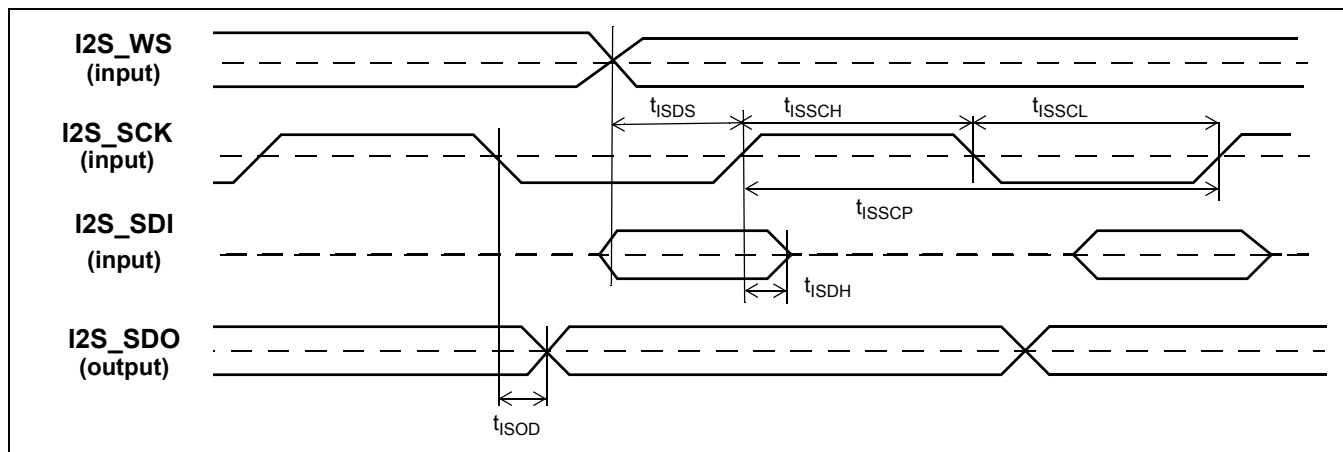 I2S_WS
(input)
tISDS
tISSCH
tISSCL
I2S_SCK
(input)
tISSCP
I2S_SDI
(input)
tISDH
I2S_SDO
(output)
tISOD